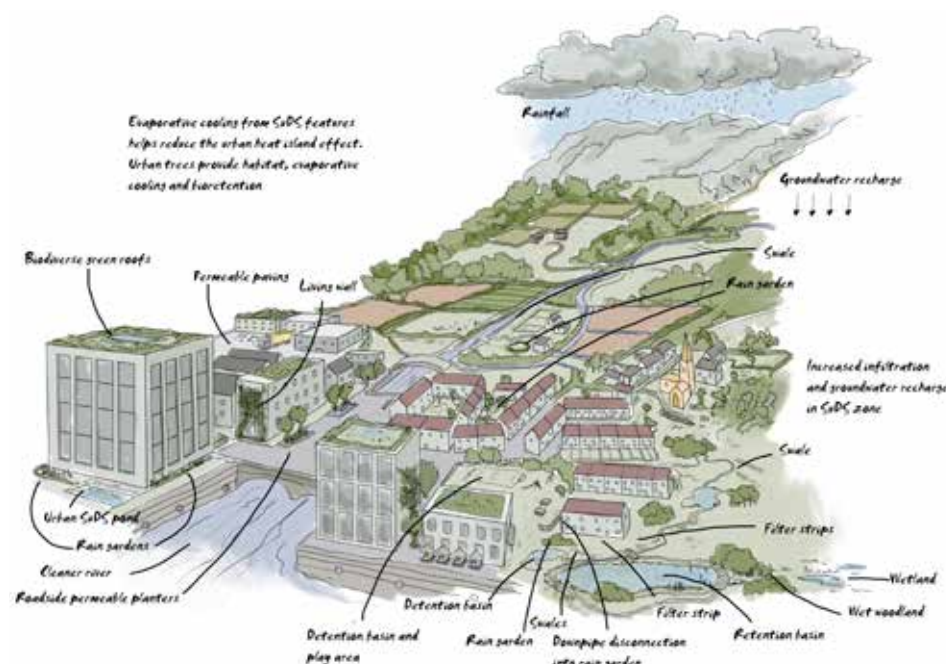 Rainfall
Evaporative cooling from SuDS features
helps reduce the urban heat island effect.
Urban trees provide habitat, evaporative
cooling and bioretention
Groundwater recharge
Biodiverse green roofs
Permeable paving
Living wall
Swale
Rain garden
Increased infiltration
and groundwater recharge
in SuDS zone
Swale
Urban SuDS pond
Rain gardens
Cleaner river
Roadside permeable planters
Filter strips
Wetland
Detention basin
Swales
Filter strip
Wet woodland
Detention basin and
play area
Rain garden
Downpipe disconnection
into rain garden
Retention basin